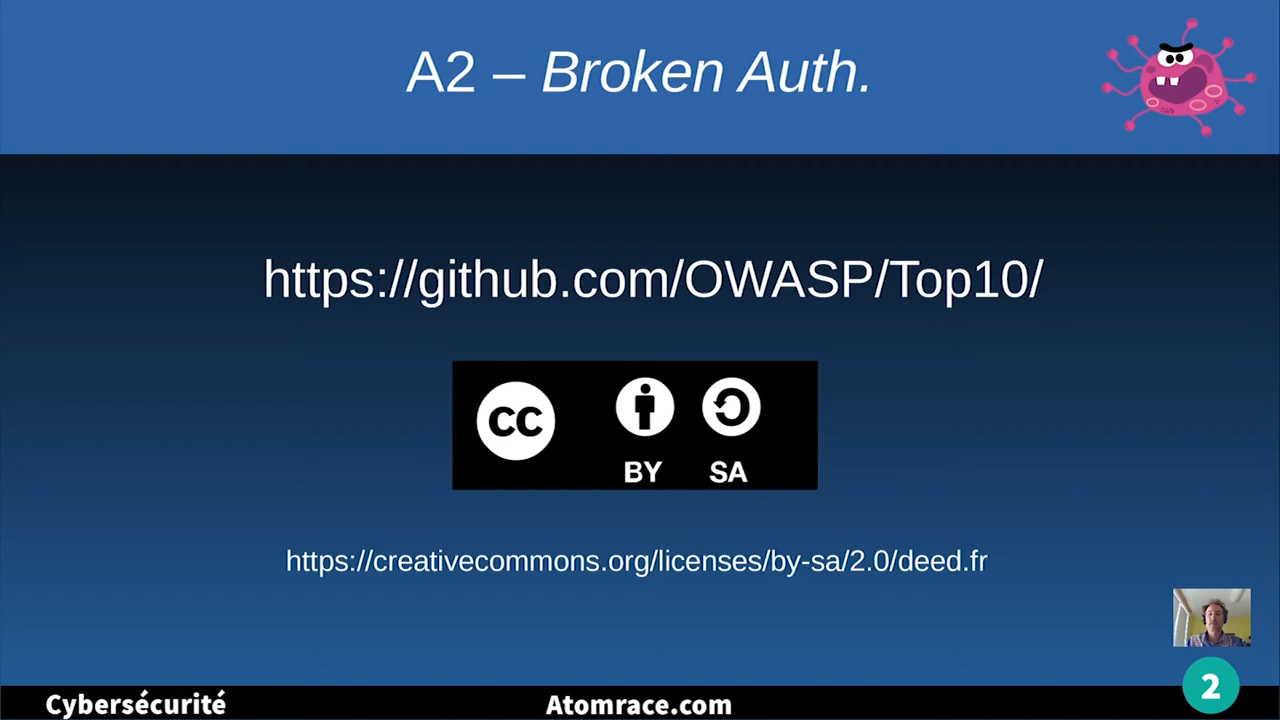 A2 – Broken Auth.
https://github.com/OWASP/Top10/
CC
BY SA
https://creativecommons.org/licenses/by-sa/2.0/deed.fr
Cybersécurité
Atomrace.com
2